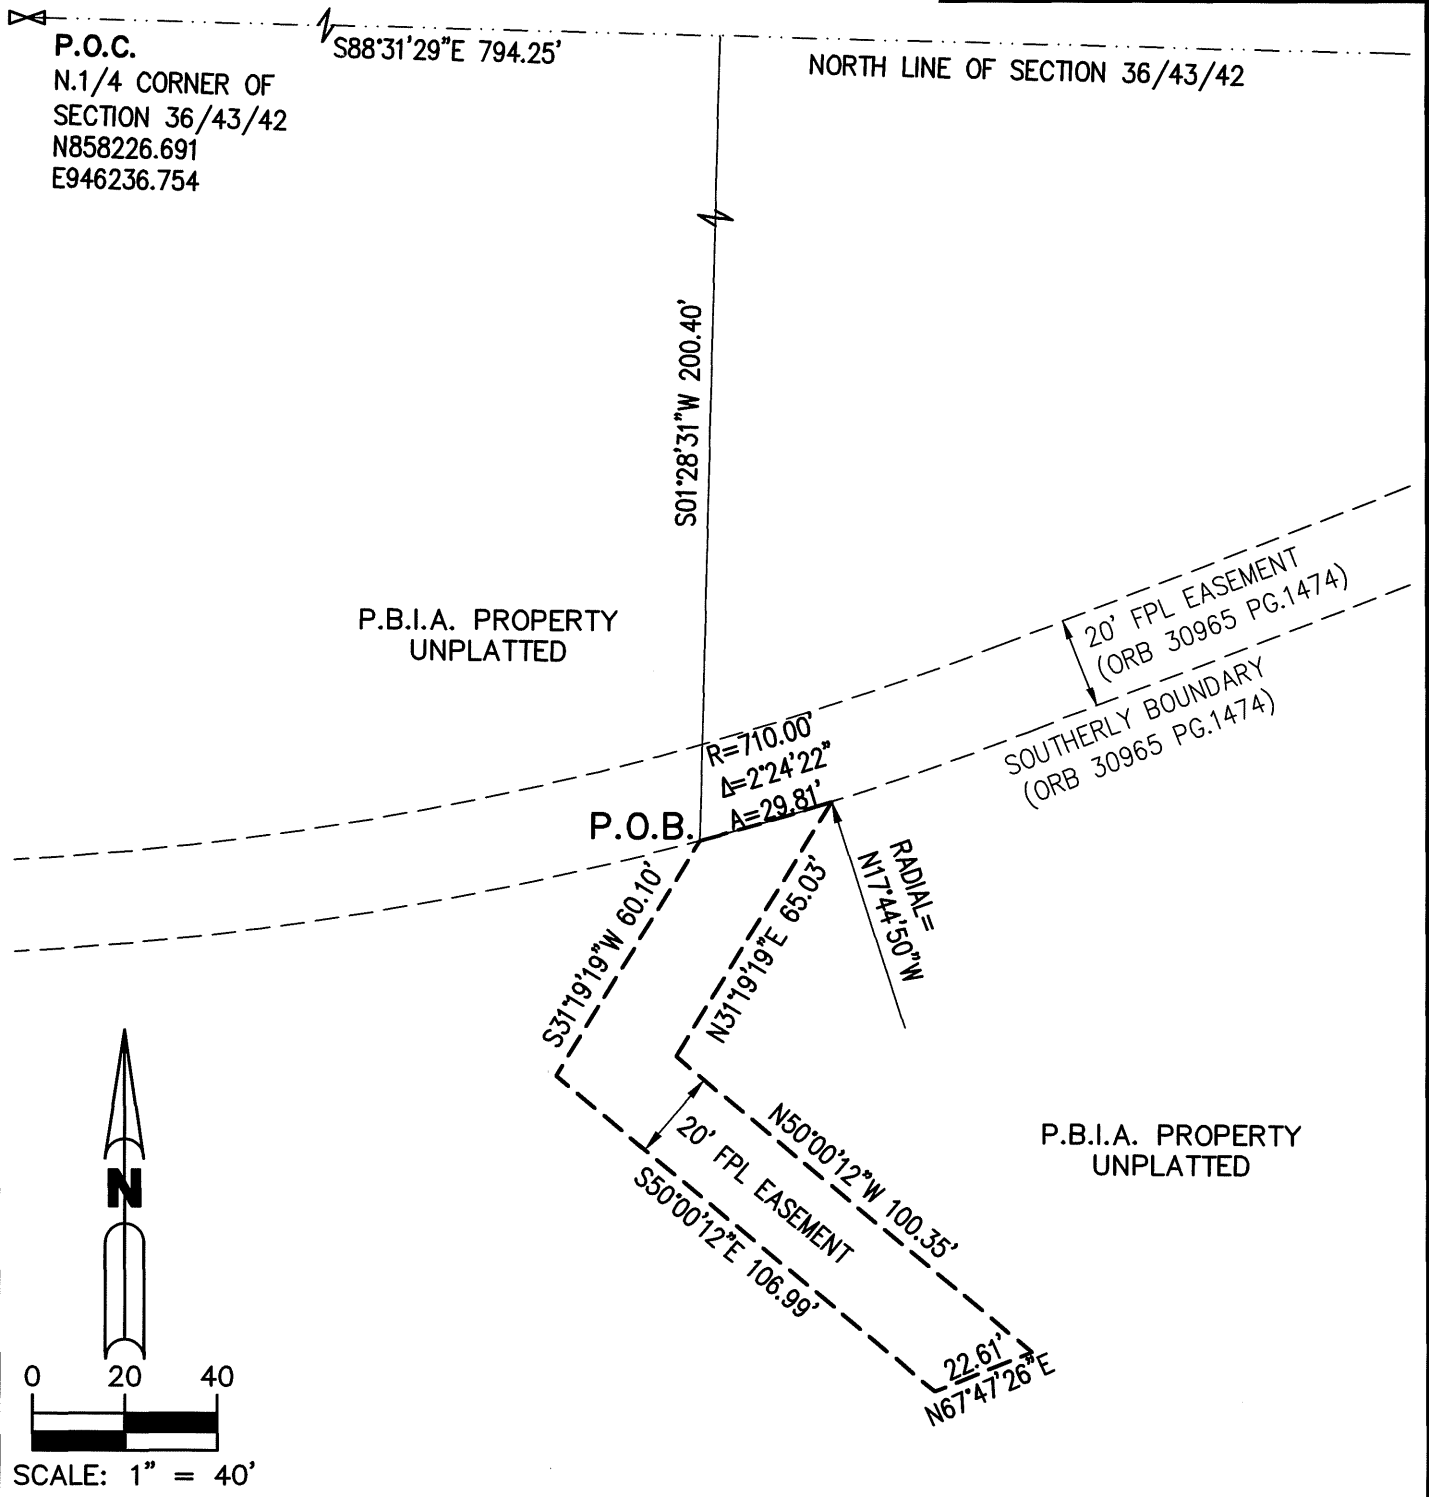 P.O.C.
N.1/4 CORNER OF
SECTION 36/43/42
N858226.691
E946236.754
S88°31'29"E 794.25'
NORTH LINE OF SECTION 36/43/42
S01°28'31"W 200.40'
P.B.I.A. PROPERTY
UNPLATTED
20' FPL EASEMENT
(ORB 30965 PG.1474)
SOUTHERLY BOUNDARY
(ORB 30965 PG.1474)
R=710.00'
Δ=2°24'22"
A=29.81'
P.O.B.
RADIAL=
N17°44'50"W
S31°19'19"W 60.10'
N31°19'19"E 65.03'
20' FPL EASEMENT
N50°00'12"W 100.35'
S50°00'12"E 106.99'
P.B.I.A. PROPERTY
UNPLATTED
22.61'
N67°47'26"E
N
0 20 40
SCALE: 1" = 40'